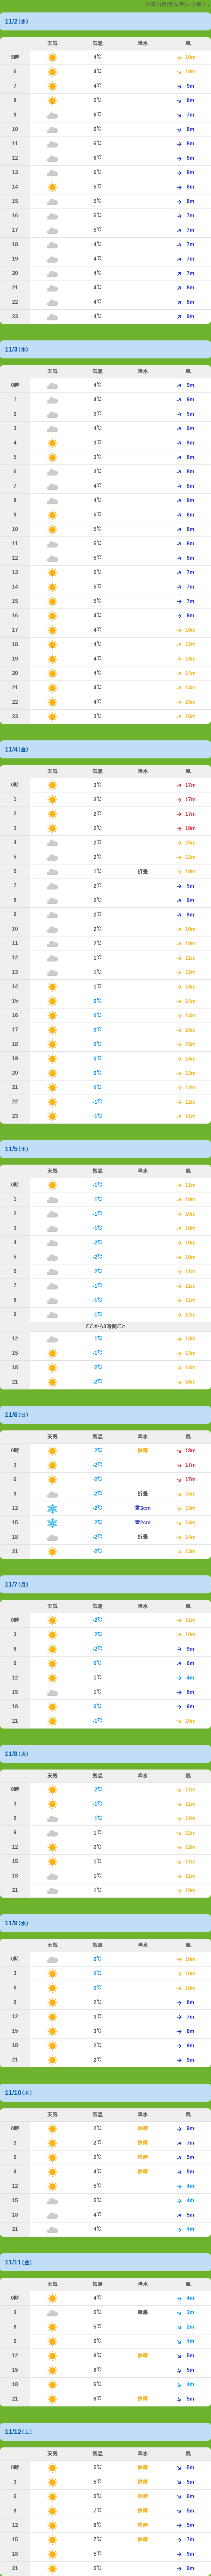 11/2(水)
天気 気温 降水 風
5時 4℃ 10m
6 4℃ 10m
7 4℃ 9m
8 5℃ 8m
9 6℃ 7m
10 6℃ 8m
11 6℃ 8m
12 6℃ 8m
13 6℃ 8m
14 5℃ 8m
15 5℃ 8m
16 5℃ 7m
17 5℃ 7m
18 4℃ 7m
19 4℃ 7m
20 4℃ 7m
21 4℃ 8m
22 4℃ 8m
23 4℃ 9m
11/3(木)
天気 気温 降水 風
0時 4℃ 9m
1 4℃ 9m
2 3℃ 9m
3 4℃ 9m
4 3℃ 9m
5 3℃ 8m
6 3℃ 8m
7 4℃ 8m
8 4℃ 8m
9 5℃ 8m
10 5℃ 8m
11 5℃ 8m
12 5℃ 8m
13 5℃ 7m
14 5℃ 7m
15 5℃ 7m
16 4℃ 9m
17 4℃ 10m
18 4℃ 12m
19 4℃ 13m
20 4℃ 14m
21 4℃ 14m
22 4℃ 15m
23 3℃ 16m
11/4(金)
天気 気温 降水 風
0時 3℃ 17m
1 3℃ 17m
2 2℃ 17m
3 2℃ 18m
4 2℃ 15m
5 2℃ 12m
6 1℃ 折畳 10m
7 2℃ 9m
8 2℃ 9m
9 2℃ 9m
10 2℃ 10m
11 2℃ 10m
12 1℃ 11m
13 1℃ 12m
14 1℃ 13m
15 0℃ 14m
16 0℃ 14m
17 0℃ 15m
18 0℃ 15m
19 0℃ 14m
20 0℃ 13m
21 0℃ 12m
22 -1℃ 12m
23 -1℃ 11m
11/5(土)
天気 気温 降水 風
0時 -1℃ 11m
1 -1℃ 10m
2 -1℃ 10m
3 -1℃ 10m
4 -2℃ 10m
5 -2℃ 10m
6 -2℃ 11m
7 -1℃ 11m
8 -1℃ 11m
9 -1℃ 12m
ここから3時間ごと
12 -1℃ 13m
15 -1℃ 13m
18 -2℃ 14m
21 -2℃ 16m
11/6(日)
天気 気温 降水 風
0時 -2℃ 快晴 18m
3 -2℃ 17m
6 -2℃ 17m
9 -2℃ 折畳 15m
12 -2℃ 雪3cm 13m
15 -2℃ 雪2cm 14m
18 -2℃ 折畳 14m
21 -2℃ 13m
11/7(月)
天気 気温 降水 風
0時 -2℃ 11m
3 -2℃ 10m
6 -2℃ 9m
9 0℃ 6m
12 1℃ 4m
15 1℃ 6m
18 0℃ 9m
21 -1℃ 10m
11/8(火)
天気 気温 降水 風
0時 -2℃ 11m
3 -1℃ 11m
6 -1℃ 12m
9 1℃ 12m
12 2℃ 12m
15 1℃ 11m
18 1℃ 11m
21 1℃ 10m
11/9(水)
天気 気温 降水 風
0時 0℃ 10m
3 0℃ 10m
6 0℃ 10m
9 2℃ 8m
12 3℃ 7m
15 3℃ 8m
18 2℃ 9m
21 2℃ 9m
11/10(木)
天気 気温 降水 風
0時 2℃ 快晴 9m
3 2℃ 快晴 7m
6 2℃ 快晴 5m
9 4℃ 快晴 5m
12 5℃ 4m
15 5℃ 4m
18 4℃ 5m
21 4℃ 4m
11/11(金)
天気 気温 降水 風
0時 4℃ 4m
3 5℃ 薄曇 3m
6 5℃ 2m
9 6℃ 4m
12 8℃ 快晴 5m
15 8℃ 5m
18 6℃ 4m
21 6℃ 快晴 5m
11/12(土)
天気 気温 降水 風
0時 5℃ 快晴 5m
3 5℃ 快晴 5m
6 5℃ 快晴 6m
9 7℃ 快晴 5m
12 8℃ 快晴 5m
15 7℃ 快晴 7m
18 5℃ 9m
21 5℃ 9m